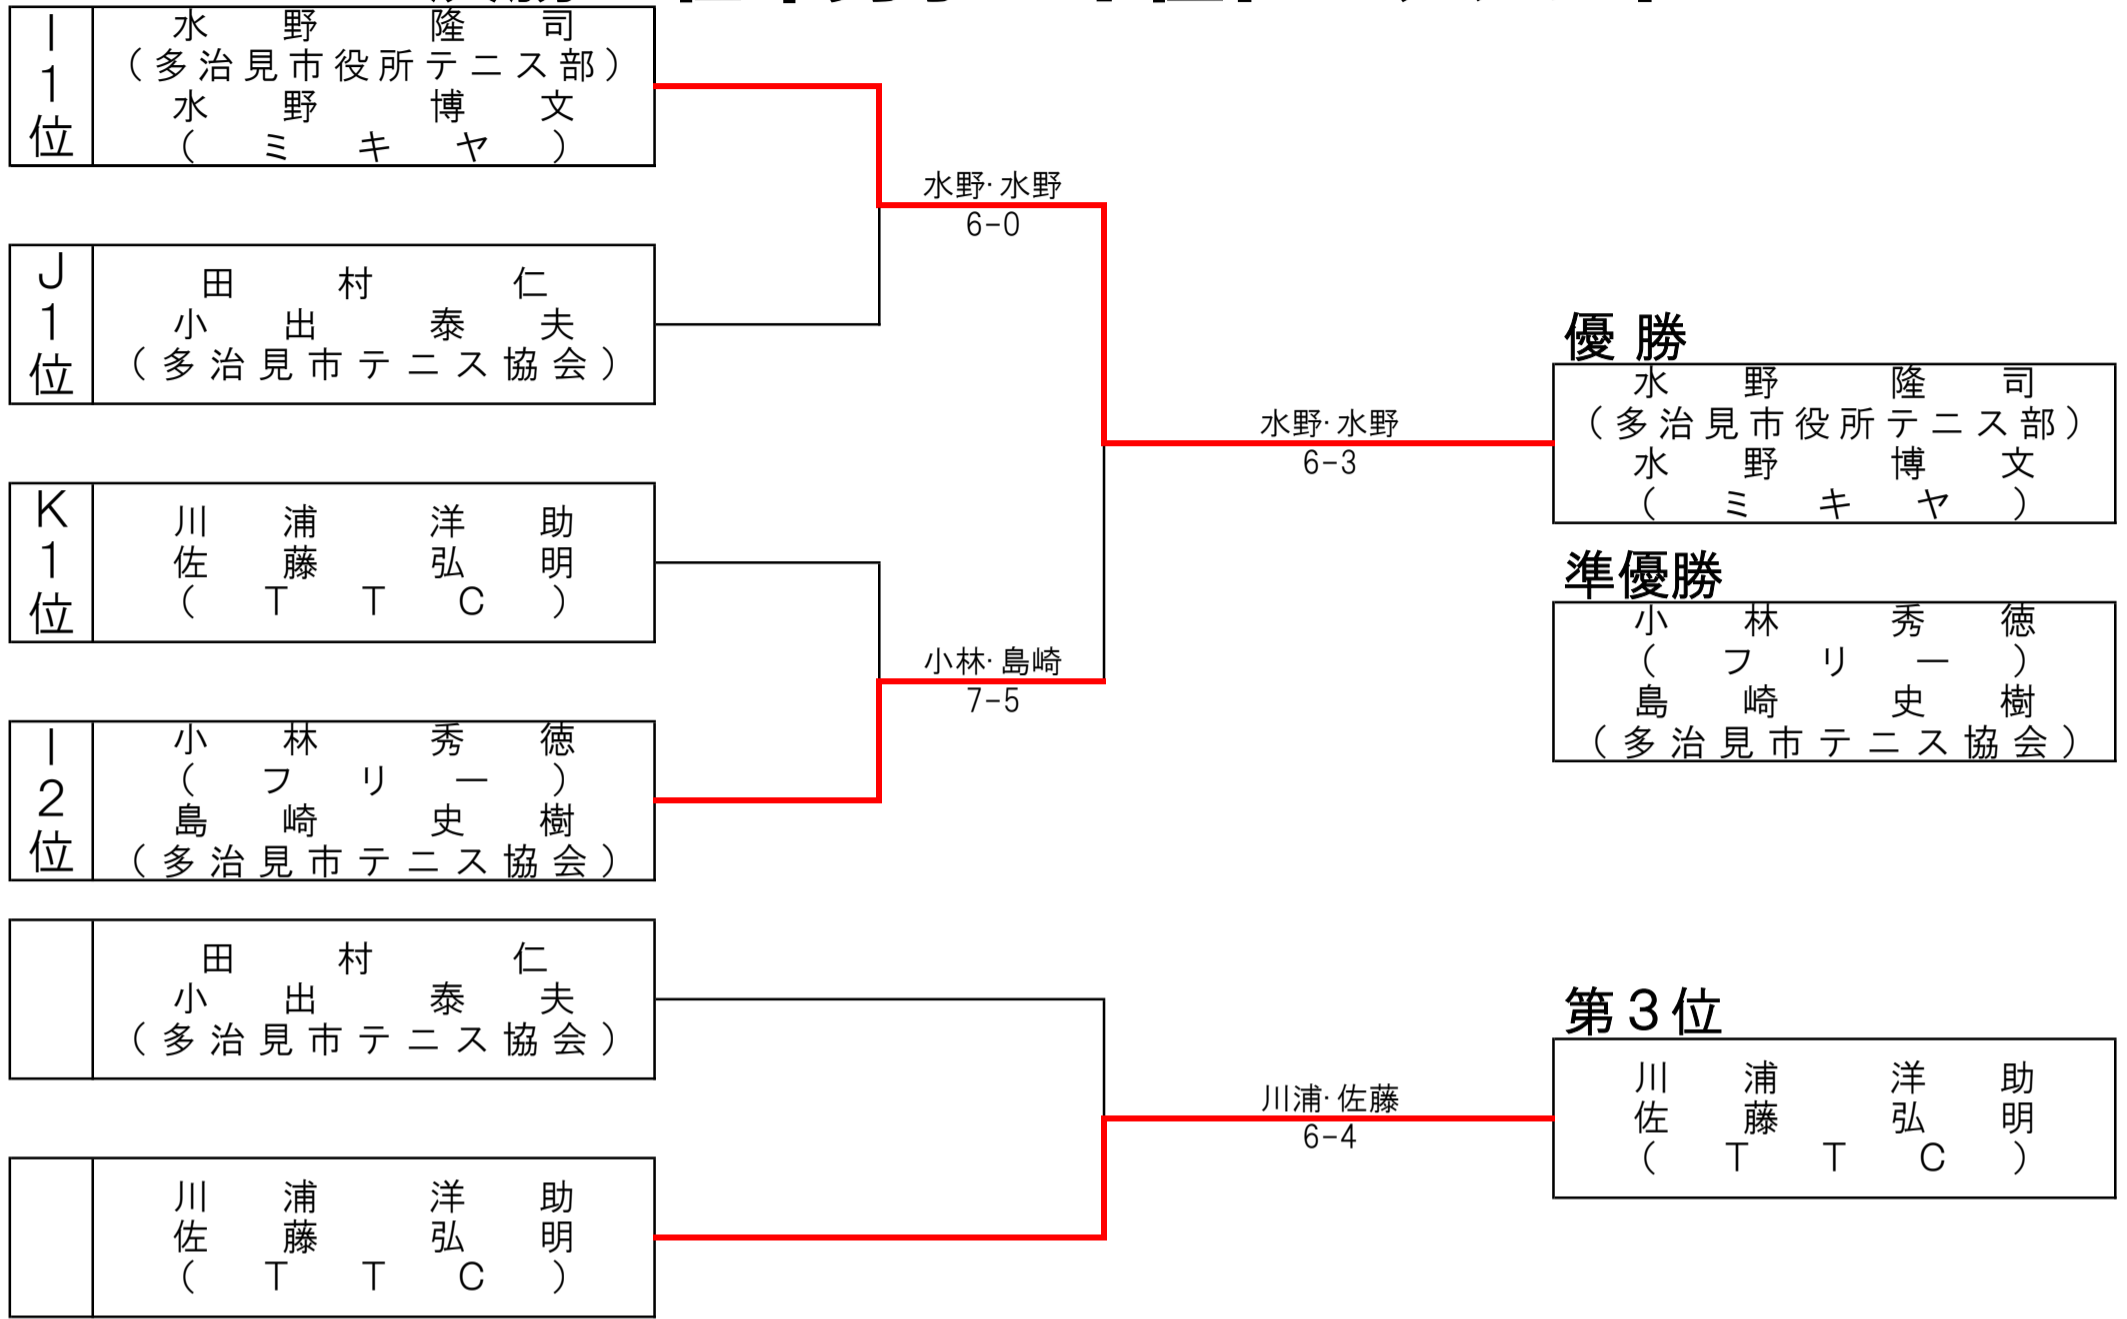 I1位
水野隆司
(多治見市役所テニス部)
水野博文
(ミキヤ)
J1位
田村仁
小出泰夫
(多治見市テニス協会)
K1位
川浦洋助
佐藤弘明
(TTC)
I2位
小林秀徳
(フリー)
島崎史樹
(多治見市テニス協会)
水野・水野
6-0
小林・島崎
7-5
水野・水野
6-3
優勝
水野隆司
(多治見市役所テニス部)
水野博文
(ミキヤ)
準優勝
小林秀徳
(フリー)
島崎史樹
(多治見市テニス協会)
田村仁
小出泰夫
(多治見市テニス協会)
川浦洋助
佐藤弘明
(TTC)
川浦・佐藤
6-4
第3位
川浦洋助
佐藤弘明
(TTC)